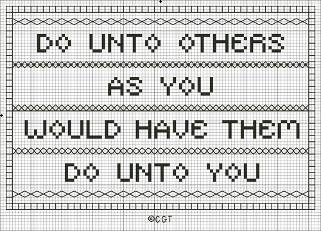 DO UNTO OTHERS
AS YOU
WOULD HAVE THEM
DO UNTO YOU
©CGT